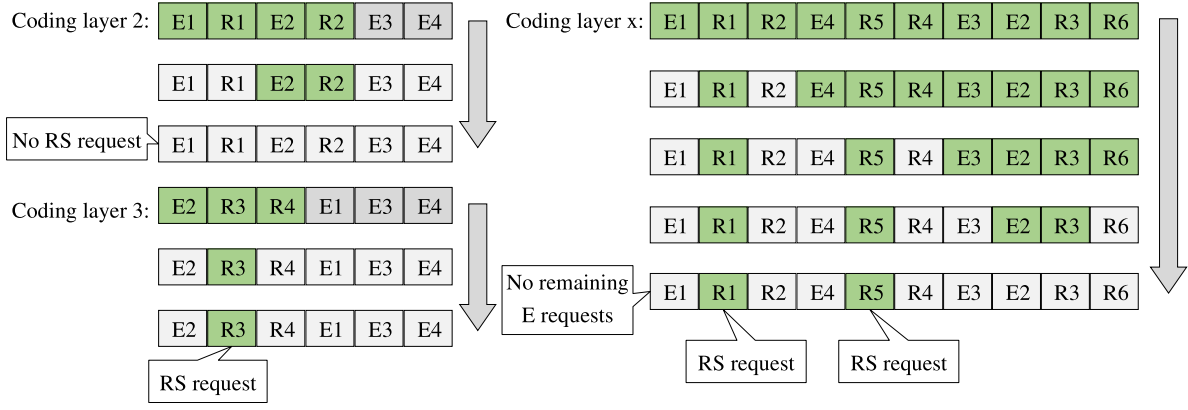 Coding layer 2: E1 R1 E2 R2 E3 E4
E1 R1 E2 R2 E3 E4
No RS request
E1 R1 E2 R2 E3 E4
Coding layer 3: E2 R3 R4 E1 E3 E4
E2 R3 R4 E1 E3 E4
E2 R3 R4 E1 E3 E4
RS request
Coding layer x: E1 R1 R2 E4 R5 R4 E3 E2 R3 R6
E1 R1 R2 E4 R5 R4 E3 E2 R3 R6
E1 R1 R2 E4 R5 R4 E3 E2 R3 R6
E1 R1 R2 E4 R5 R4 E3 E2 R3 R6
No remaining
E requests
E1 R1 R2 E4 R5 R4 E3 E2 R3 R6
RS request
RS request